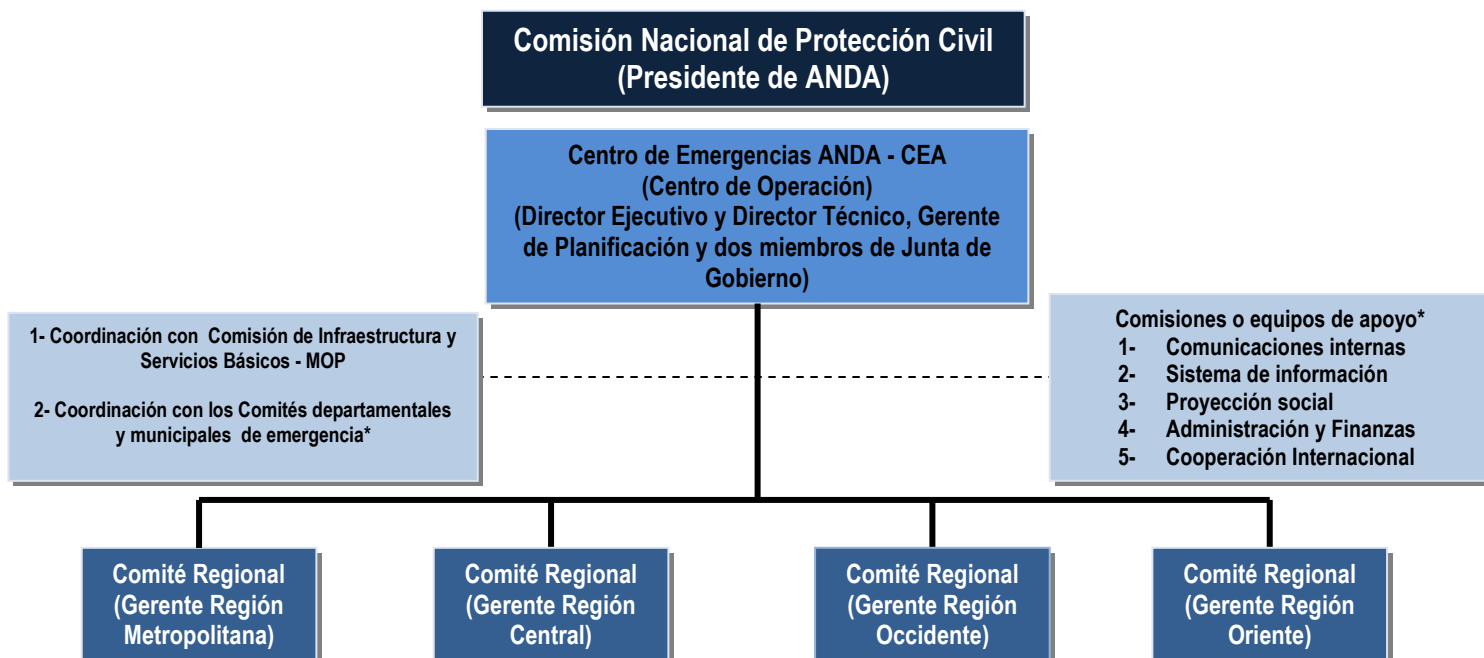 Comisión Nacional de Protección Civil
(Presidente de ANDA)
Centro de Emergencias ANDA - CEA
(Centro de Operación)
(Director Ejecutivo y Director Técnico, Gerente
de Planificación y dos miembros de Junta de
Gobierno)
1- Coordinación con Comisión de Infraestructura y
Servicios Básicos - MOP
2- Coordinación con los Comités departamentales
y municipales de emergencia*
Comisiones o equipos de apoyo*
1- Comunicaciones internas
2- Sistema de información
3- Proyección social
4- Administración y Finanzas
5- Cooperación Internacional
Comité Regional
(Gerente Región
Metropolitana)
Comité Regional
(Gerente Región
Central)
Comité Regional
(Gerente Región
Occidente)
Comité Regional
(Gerente Región
Oriente)